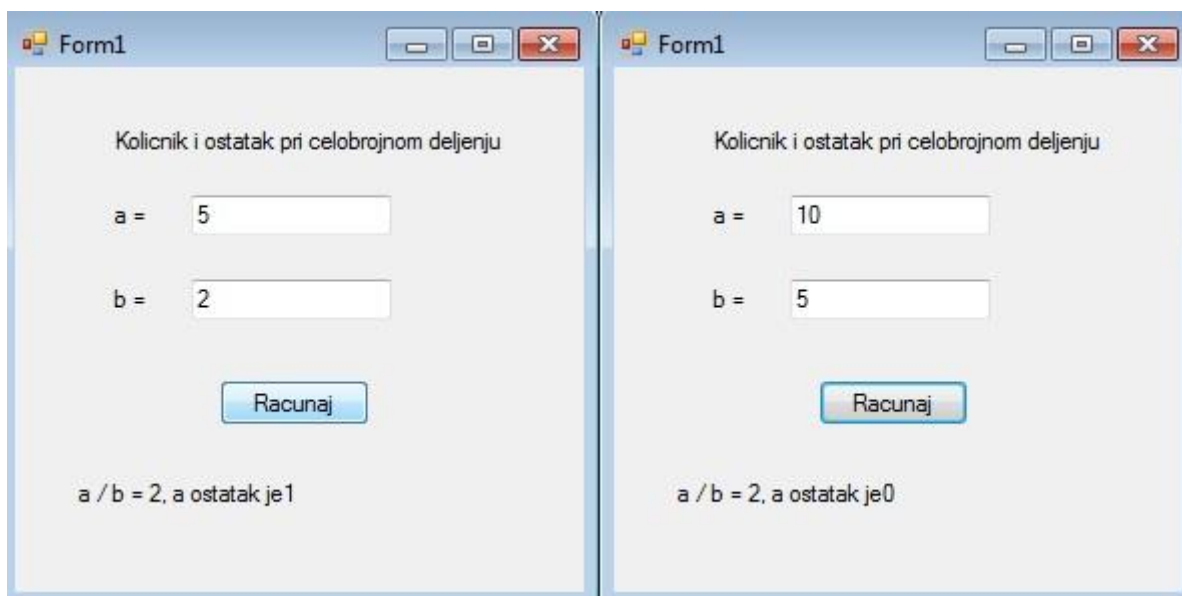 Form1
Kolicnik i ostatak pri celobrojnom deljenju
a = 5
b = 2
Racunaj
a / b = 2, a ostatak je1
Form1
Kolicnik i ostatak pri celobrojnom deljenju
a = 10
b = 5
Racunaj
a / b = 2, a ostatak je0